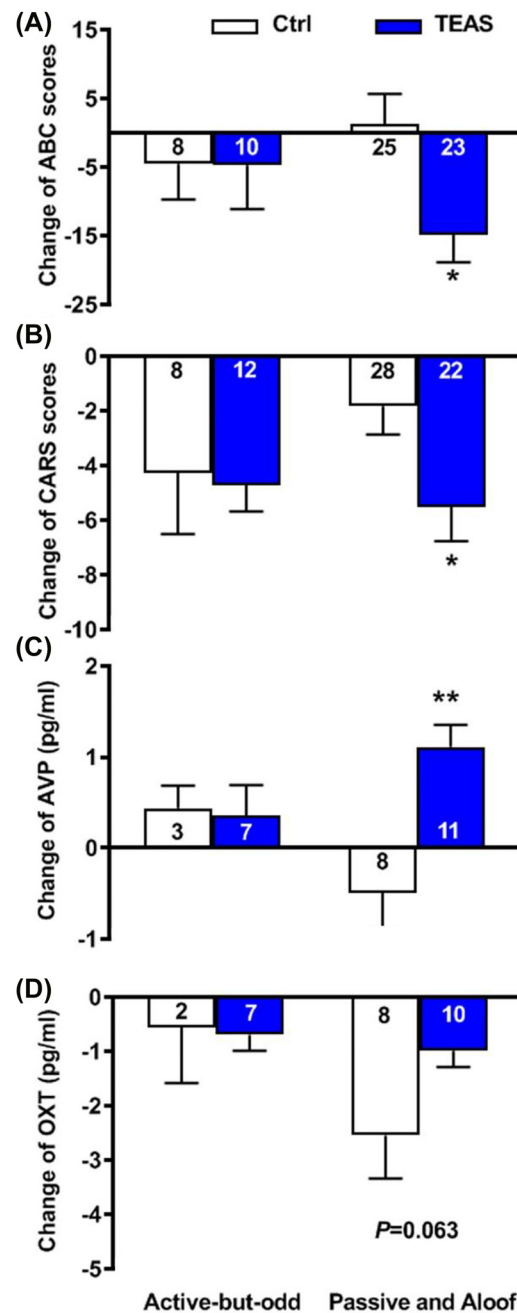 (A)
Ctrl TEAS
Change of ABC scores
15
5
-5
-15
-25
8 10 25 23
*
(B)
Change of CARS scores
0
-2
-4
-6
-8
-10
8 12 28 22
*
(C)
Change of AVP (pg/ml)
2
1
0
-1
3 7 8 11
**
(D)
Change of OXT (pg/ml)
0
-1
-2
-3
-4
-5
2 7 8 10
P=0.063
Active-but-odd Passive and Aloof